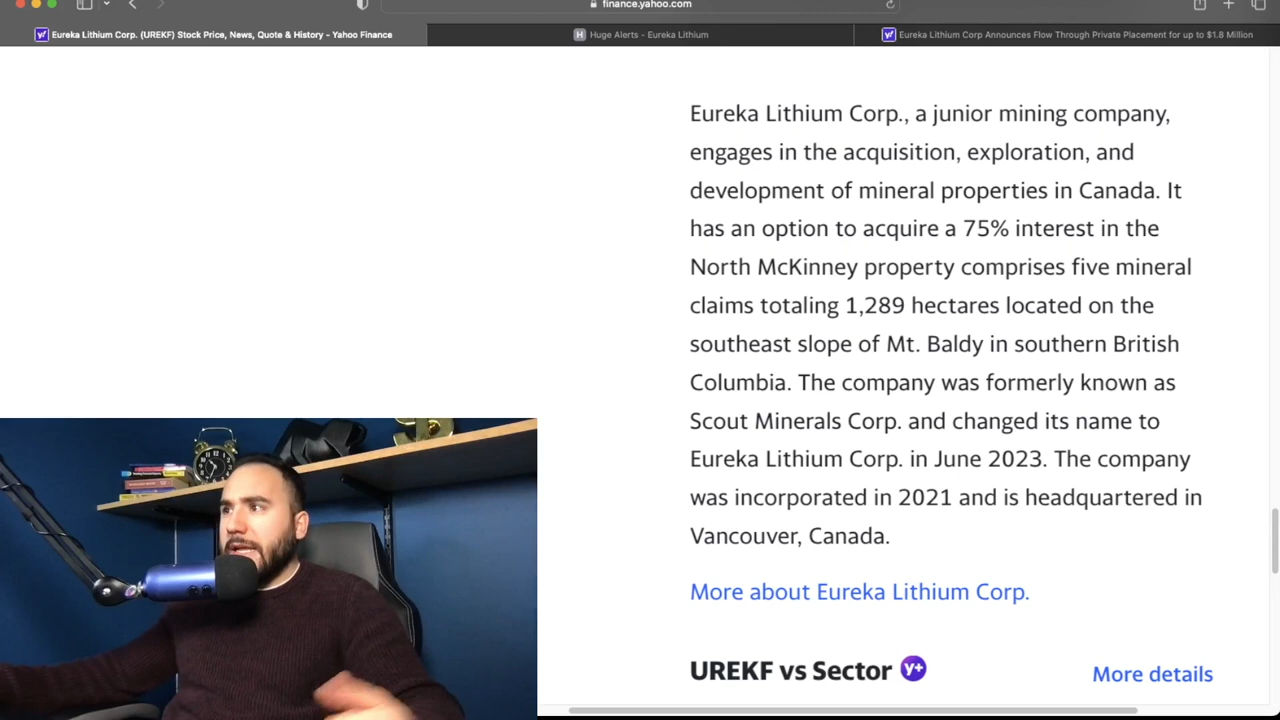 finance.yahoo.com
Eureka Lithium Corp. (UREKF) Stock Price, News, Quote & History - Yahoo Finance
Huge Alerts - Eureka Lithium
Eureka Lithium Corp Announces Flow Through Private Placement for up to $1.8 Million
Eureka Lithium Corp., a junior mining company,
engages in the acquisition, exploration, and
development of mineral properties in Canada. It
has an option to acquire a 75% interest in the
North McKinney property comprises five mineral
claims totaling 1,289 hectares located on the
southeast slope of Mt. Baldy in southern British
Columbia. The company was formerly known as
Scout Minerals Corp. and changed its name to
Eureka Lithium Corp. in June 2023. The company
was incorporated in 2021 and is headquartered in
Vancouver, Canada.
More about Eureka Lithium Corp.
UREKF vs Sector y+
More details